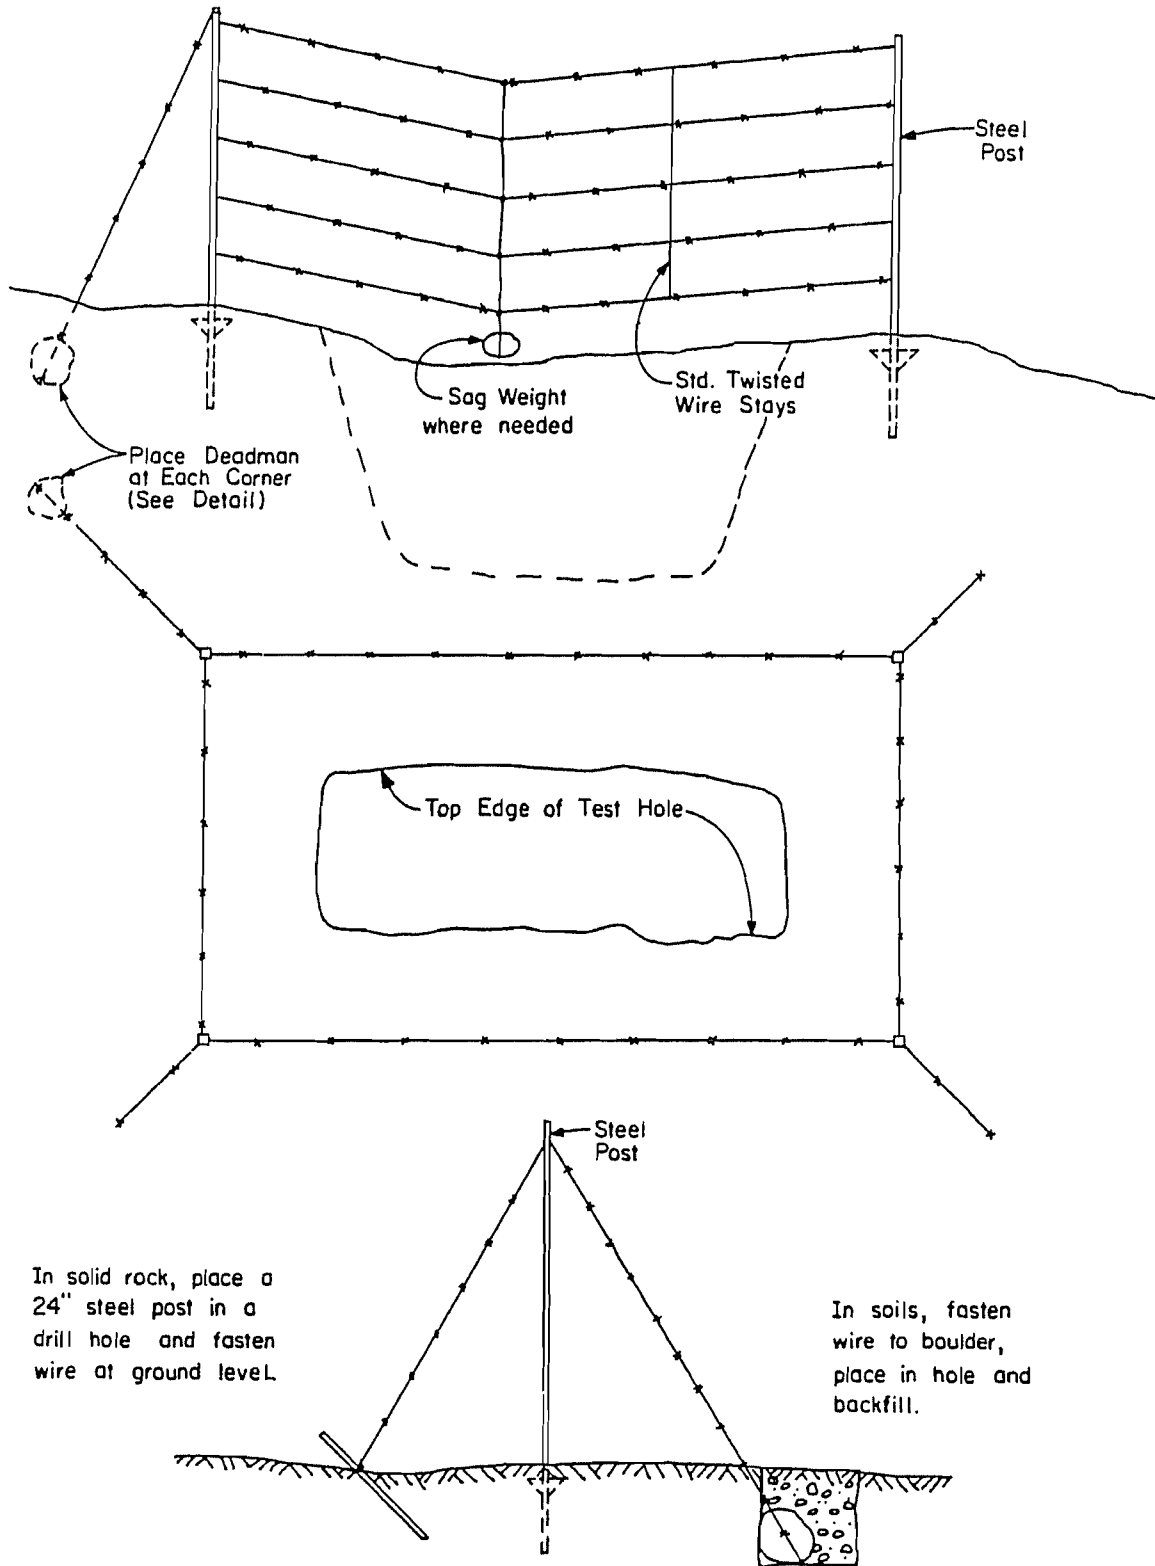 Steel
Post
Sag Weight
where needed
Std. Twisted
Wire Stays
Place Deadman
at Each Corner
(See Detail)
Top Edge of Test Hole
Steel
Post
In solid rock, place a
24" steel post in a
drill hole and fasten
wire at ground level.
In soils, fasten
wire to boulder,
place in hole and
backfill.